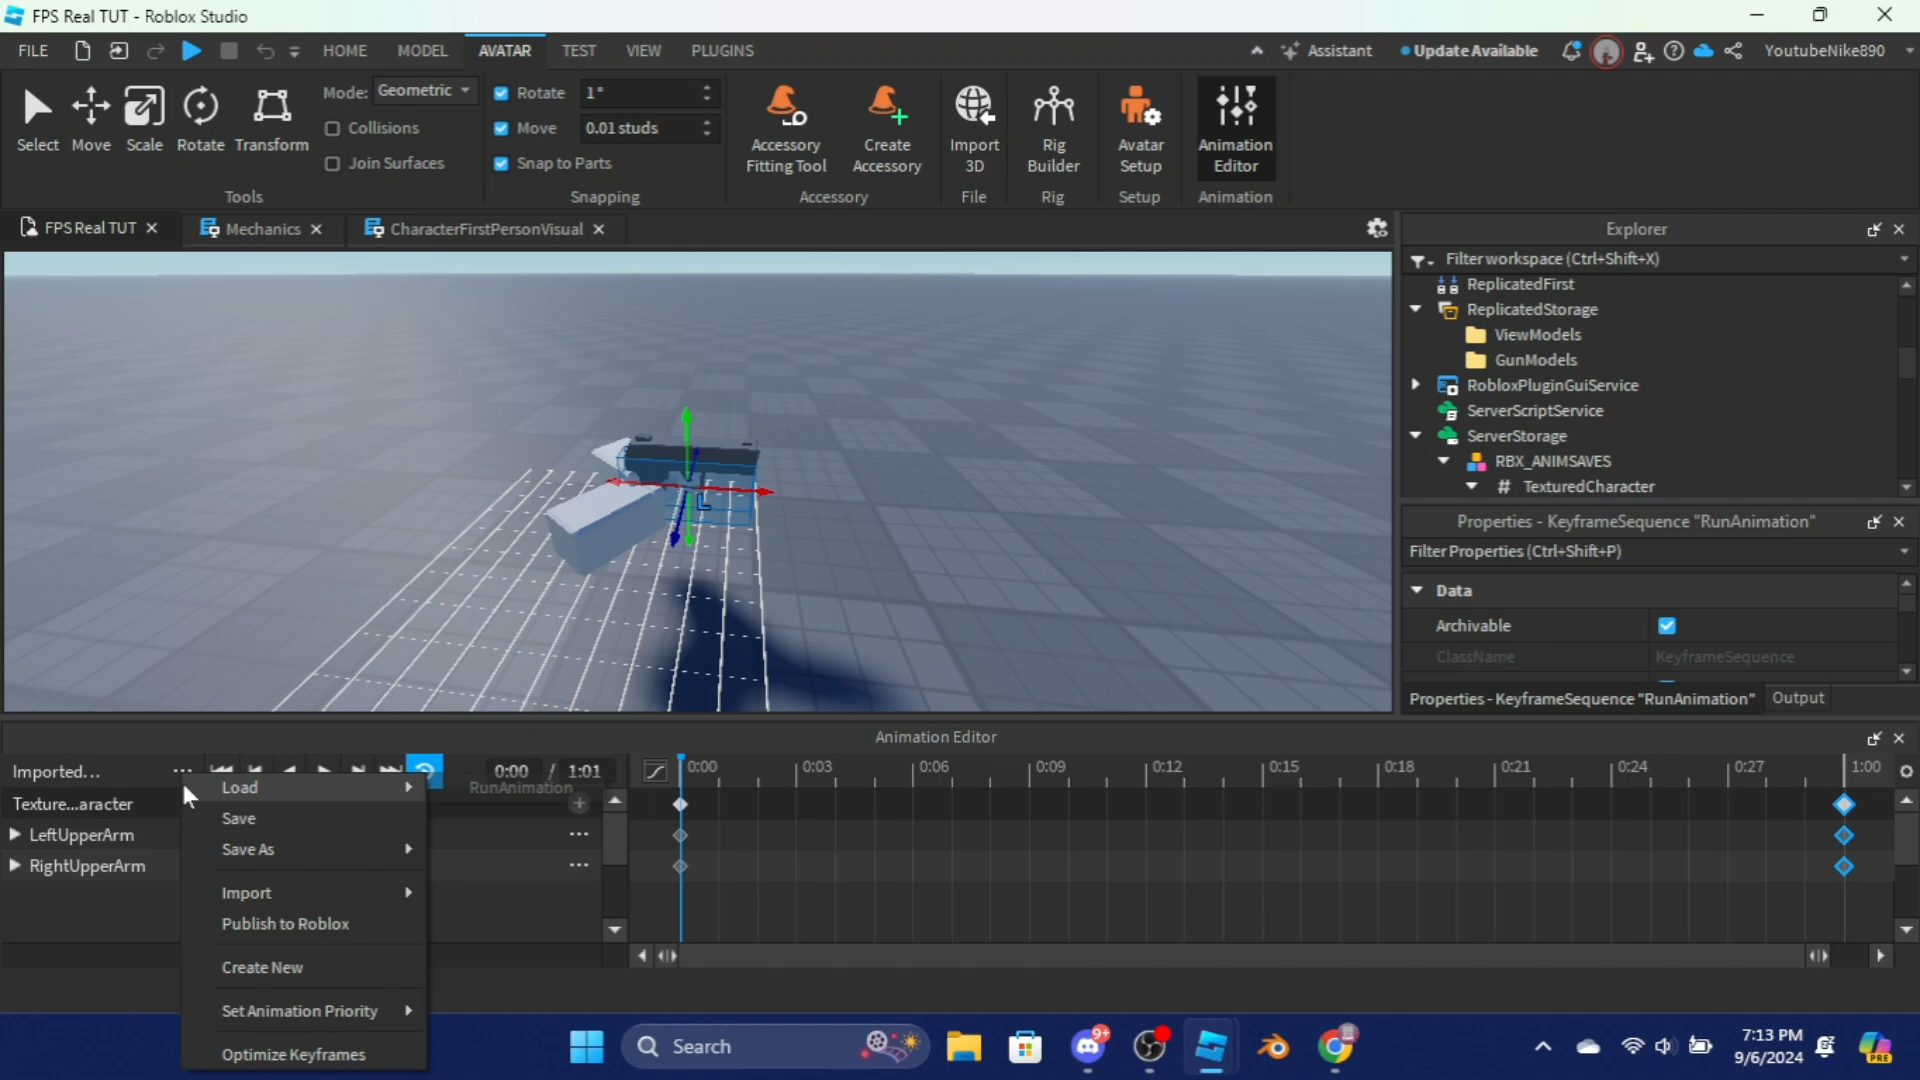 FPS Real TUT - Roblox Studio
FILE
HOME
MODEL
AVATAR
TEST
VIEW
PLUGINS
Assistant
Update Available
YoutubeNike890
Select
Move
Scale
Rotate
Transform
Mode: Geometric
Collisions
Join Surfaces
Tools
Rotate 1°
Move 0.01 studs
Snap to Parts
Snapping
Accessory
Fitting Tool
Create
Accessory
Accessory
Import
3D
File
Rig
Builder
Rig
Avatar
Setup
Setup
Animation
Editor
Animation
FPS Real TUT
Mechanics
CharacterFirstPersonVisual
L
Explorer
Filter workspace (Ctrl+Shift+X)
ReplicatedFirst
ReplicatedStorage
ViewModels
GunModels
RobloxPluginGuiService
ServerScriptService
ServerStorage
RBX_ANIMSAVES
# TexturedCharacter
Properties - KeyframeSequence "RunAnimation"
Filter Properties (Ctrl+Shift+P)
Data
Archivable
ClassName KeyframeSequence
Properties - KeyframeSequence "RunAnimation"
Output
Animation Editor
Imported...
0:00 / 1:01
RunAnimation
0:00 0:03 0:06 0:09 0:12 0:15 0:18 0:21 0:24 0:27 1:00
Texture...aracter
LeftUpperArm
RightUpperArm
Load
Save
Save As
Import
Publish to Roblox
Create New
Set Animation Priority
Optimize Keyframes
Search
9+
7:13 PM
9/6/2024
PRE